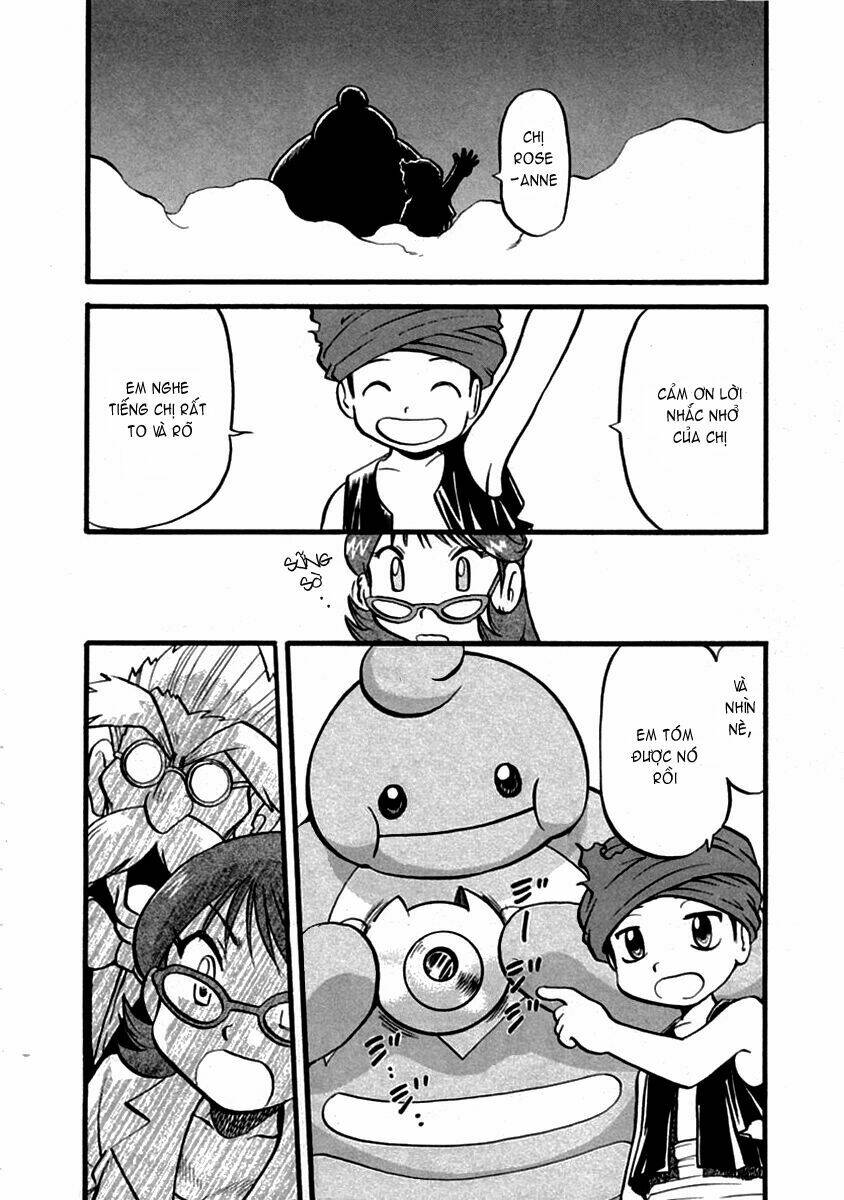 CHỊ
ROSE
-ANNE
CẢM ƠN LỜI
NHẮC NHỞ
CỦA CHỊ
EM NGHE
TIẾNG CHỊ RẤT
TO VÀ RÕ
SỮNG
SỜ...
VÀ
NHÌN
NÈ,
EM TÓM
ĐƯỢC NÓ
RỒI